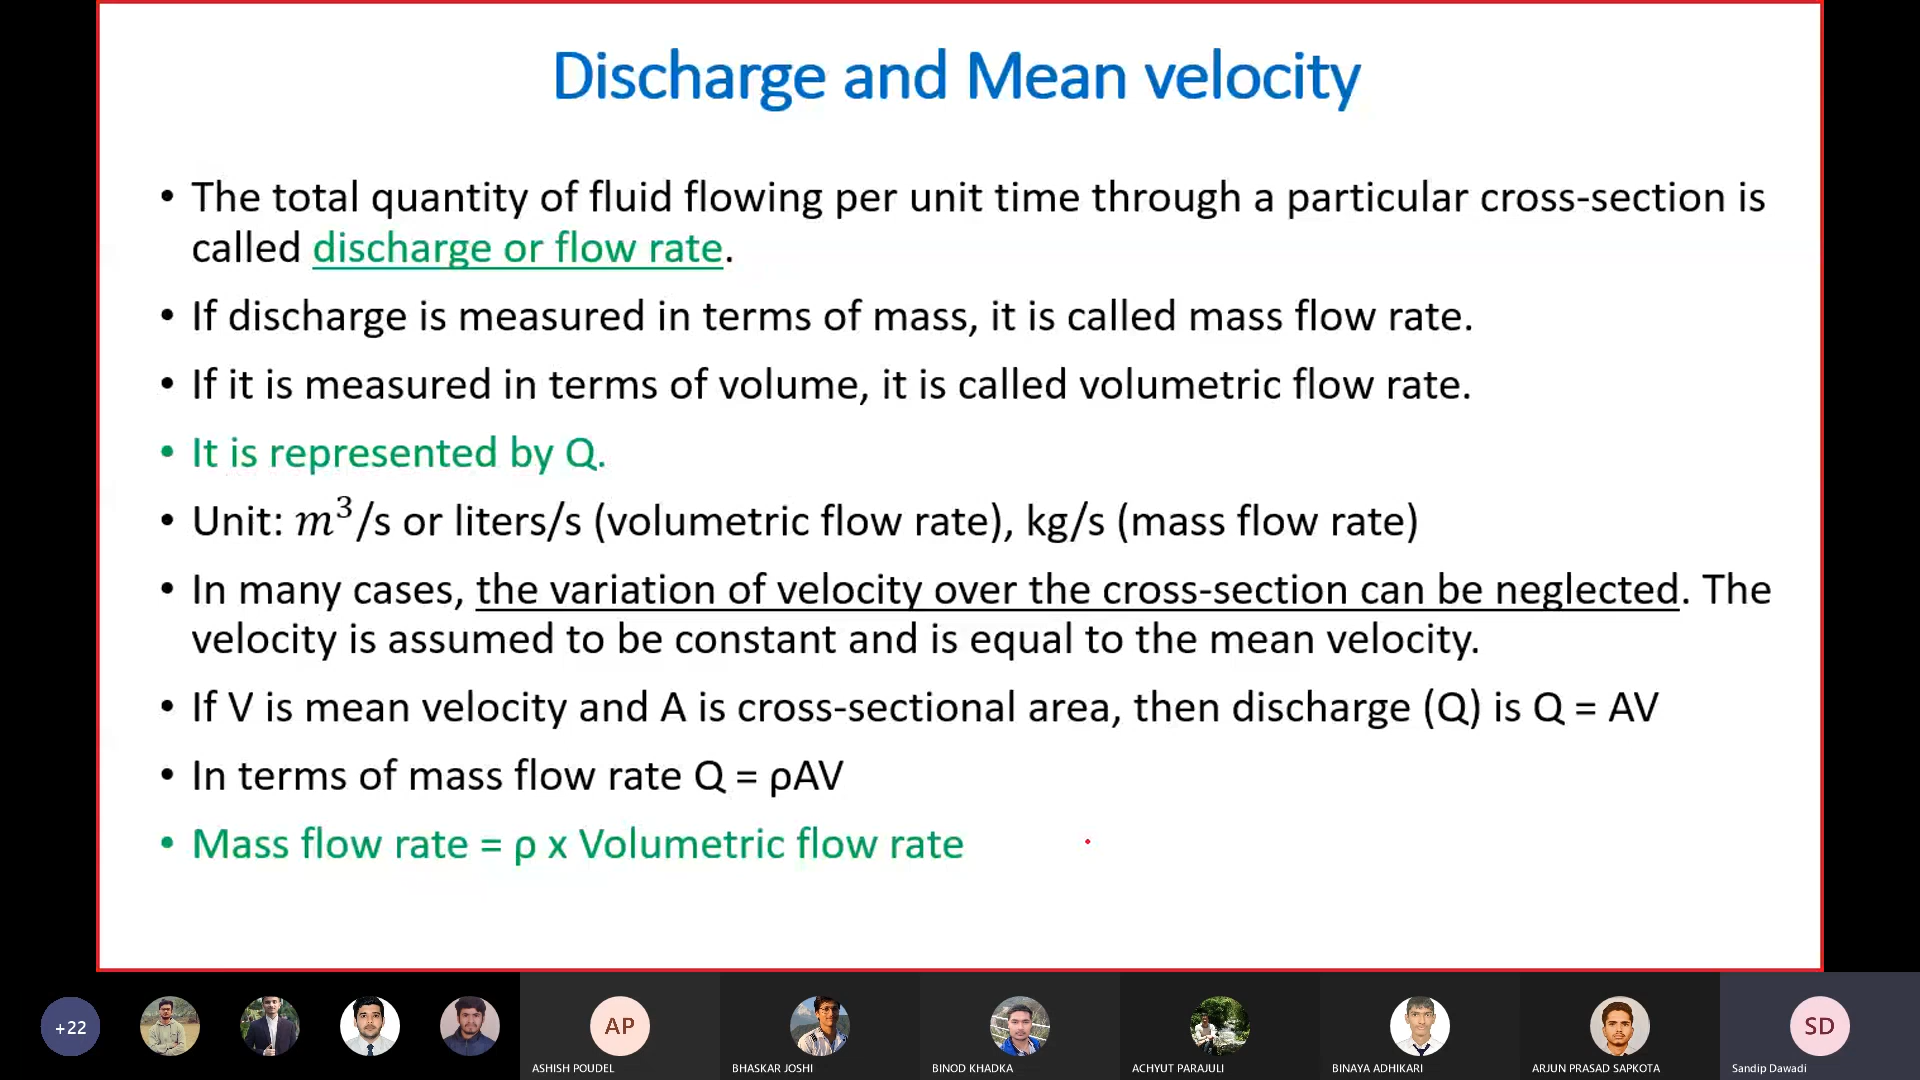 Discharge and Mean velocity
• The total quantity of fluid flowing per unit time through a particular cross-section is
called discharge or flow rate.
• If discharge is measured in terms of mass, it is called mass flow rate.
• If it is measured in terms of volume, it is called volumetric flow rate.
• It is represented by Q.
• Unit: m³/s or liters/s (volumetric flow rate), kg/s (mass flow rate)
• In many cases, the variation of velocity over the cross-section can be neglected. The
velocity is assumed to be constant and is equal to the mean velocity.
• If V is mean velocity and A is cross-sectional area, then discharge (Q) is Q = AV
• In terms of mass flow rate Q = ρAV
• Mass flow rate = ρ x Volumetric flow rate
+22
AP
SD
ASHISH POUDEL
BHASKAR JOSHI
BINOD KHADKA
ACHYUT PARAJULI
BINAYA ADHIKARI
ARJUN PRASAD SAPKOTA
Sandip Dawadi